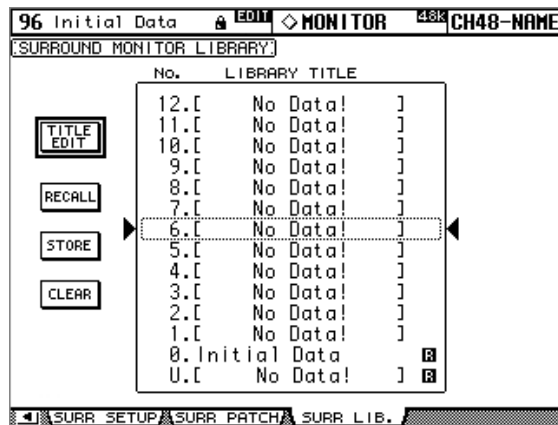 96 Initial Data EDIT ◇MONITOR 48K CH48-NAME
SURROUND MONITOR LIBRARY
No. LIBRARY TITLE
12.[ No Data! ]
11.[ No Data! ]
10.[ No Data! ]
9.[ No Data! ]
8.[ No Data! ]
7.[ No Data! ]
6.[ No Data! ]
5.[ No Data! ]
4.[ No Data! ]
3.[ No Data! ]
2.[ No Data! ]
1.[ No Data! ]
0.Initial Data R
U.[ No Data! ] R
TITLE
EDIT
RECALL
STORE
CLEAR
SURR SETUP SURR PATCH SURR LIB.